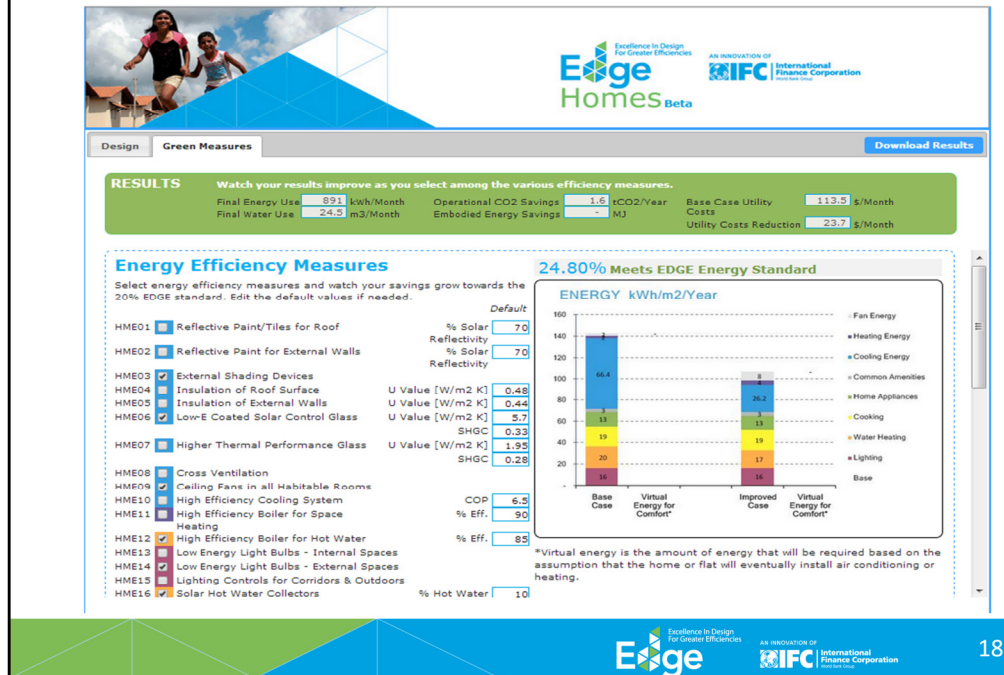 Edge
Excellence In Design
For Greater Efficiencies
Homes Beta
AN INNOVATION OF
IFC
International
Finance Corporation
World Bank Group
Design
Green Measures
Download Results
RESULTS
Watch your results improve as you select among the various efficiency measures.
Final Energy Use 891 kWh/Month
Final Water Use 24.5 m3/Month
Operational CO2 Savings 1.6 tCO2/Year
Embodied Energy Savings - MJ
Base Case Utility Costs 113.5 $/Month
Utility Costs Reduction 23.7 $/Month
Energy Efficiency Measures
Select energy efficiency measures and watch your savings grow towards the
20% EDGE standard. Edit the default values if needed.
Default
HME01 Reflective Paint/Tiles for Roof % Solar Reflectivity 70
HME02 Reflective Paint for External Walls % Solar Reflectivity 70
HME03 External Shading Devices
HME04 Insulation of Roof Surface U Value [W/m2 K] 0.48
HME05 Insulation of External Walls U Value [W/m2 K] 0.44
HME06 Low-E Coated Solar Control Glass U Value [W/m2 K] 5.7
SHGC 0.33
HME07 Higher Thermal Performance Glass U Value [W/m2 K] 1.95
SHGC 0.28
HME08 Cross Ventilation
HME09 Ceiling Fans in all Habitable Rooms
HME10 High Efficiency Cooling System COP 6.5
HME11 High Efficiency Boiler for Space Heating % Eff. 90
HME12 High Efficiency Boiler for Hot Water % Eff. 85
HME13 Low Energy Light Bulbs - Internal Spaces
HME14 Low Energy Light Bulbs - External Spaces
HME15 Lighting Controls for Corridors & Outdoors
HME16 Solar Hot Water Collectors % Hot Water 10
24.80% Meets EDGE Energy Standard
ENERGY kWh/m2/Year
160
140
120
100
80
60
40
20
-
66.4
3
13
19
20
16
8
4
26.2
3
13
19
17
16
Base Case
Virtual Energy for Comfort*
Improved Case
Virtual Energy for Comfort*
Fan Energy
Heating Energy
Cooling Energy
Common Amenities
Home Appliances
Cooking
Water Heating
Lighting
Base
*Virtual energy is the amount of energy that will be required based on the
assumption that the home or flat will eventually install air conditioning or
heating.
Edge
Excellence In Design
For Greater Efficiencies
AN INNOVATION OF
IFC
International
Finance Corporation
World Bank Group
18